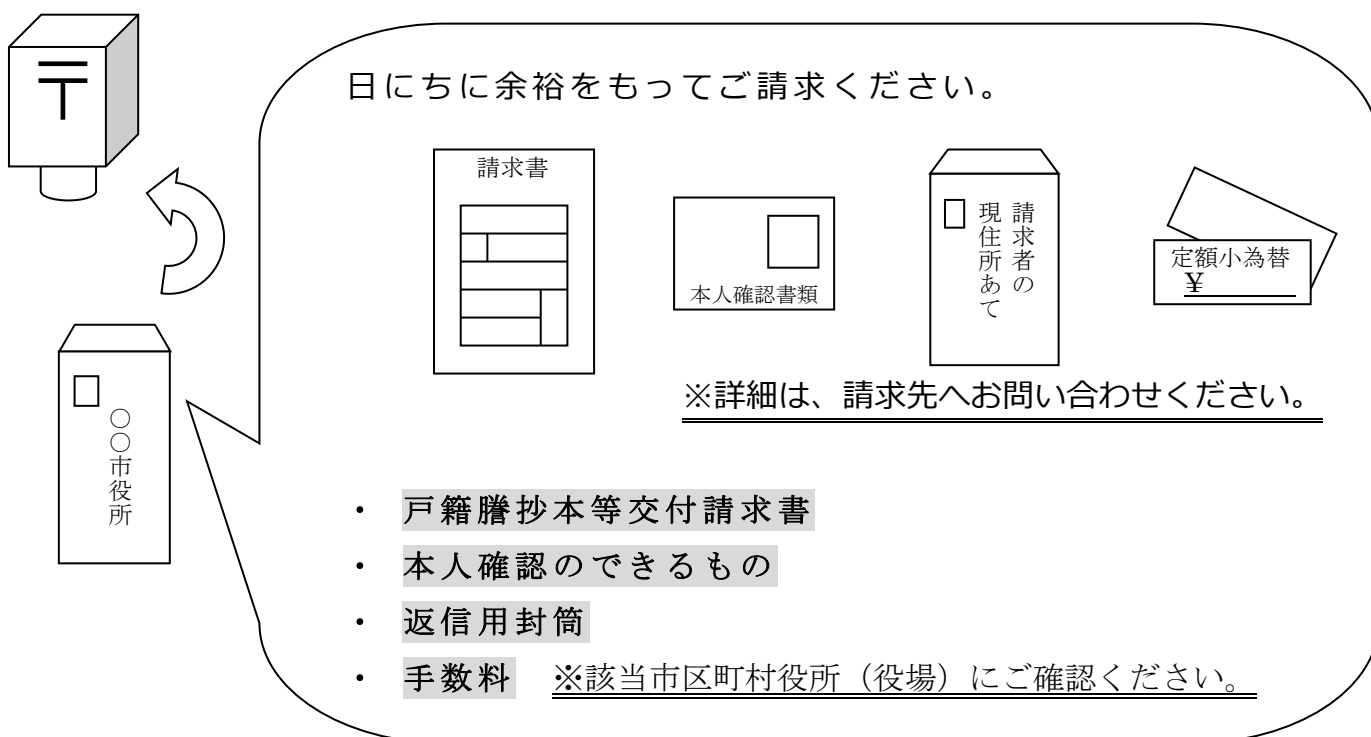 〒
日にちに余裕をもってご請求ください。
請求書
本人確認書類
請求者の
現住所あて
定額小為替
¥
※詳細は、請求先へお問い合わせください。
〇〇市役所
・ 戸籍謄抄本等交付請求書
・ 本人確認のできるもの
・ 返信用封筒
・ 手数料 ※該当市区町村役所（役場）にご確認ください。